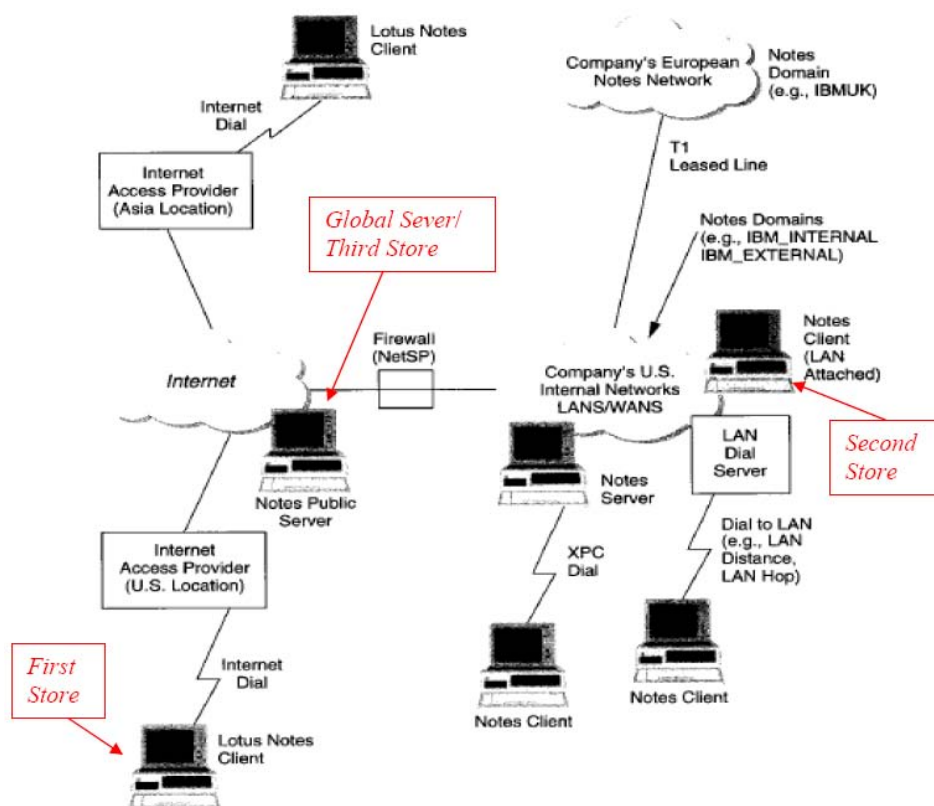 Lotus Notes
Client
Internet
Dial
Internet
Access Provider
(Asia Location)
Company's European
Notes Network
Notes
Domain
(e.g., IBMUK)
T1
Leased Line
Global Sever/
Third Store
Notes Domains
(e.g., IBM_INTERNAL
IBM_EXTERNAL)
Internet
Firewall
(NetSP)
Company's U.S.
Internal Networks
LANS/WANS
Notes
Client
(LAN
Attached)
Notes Public
Server
Notes
Server
LAN
Dial
Server
Second
Store
Internet
Access Provider
(U.S. Location)
XPC
Dial
Dial to LAN
(e.g., LAN
Distance,
LAN Hop)
First
Store
Internet
Dial
Notes Client
Notes Client
Lotus Notes
Client